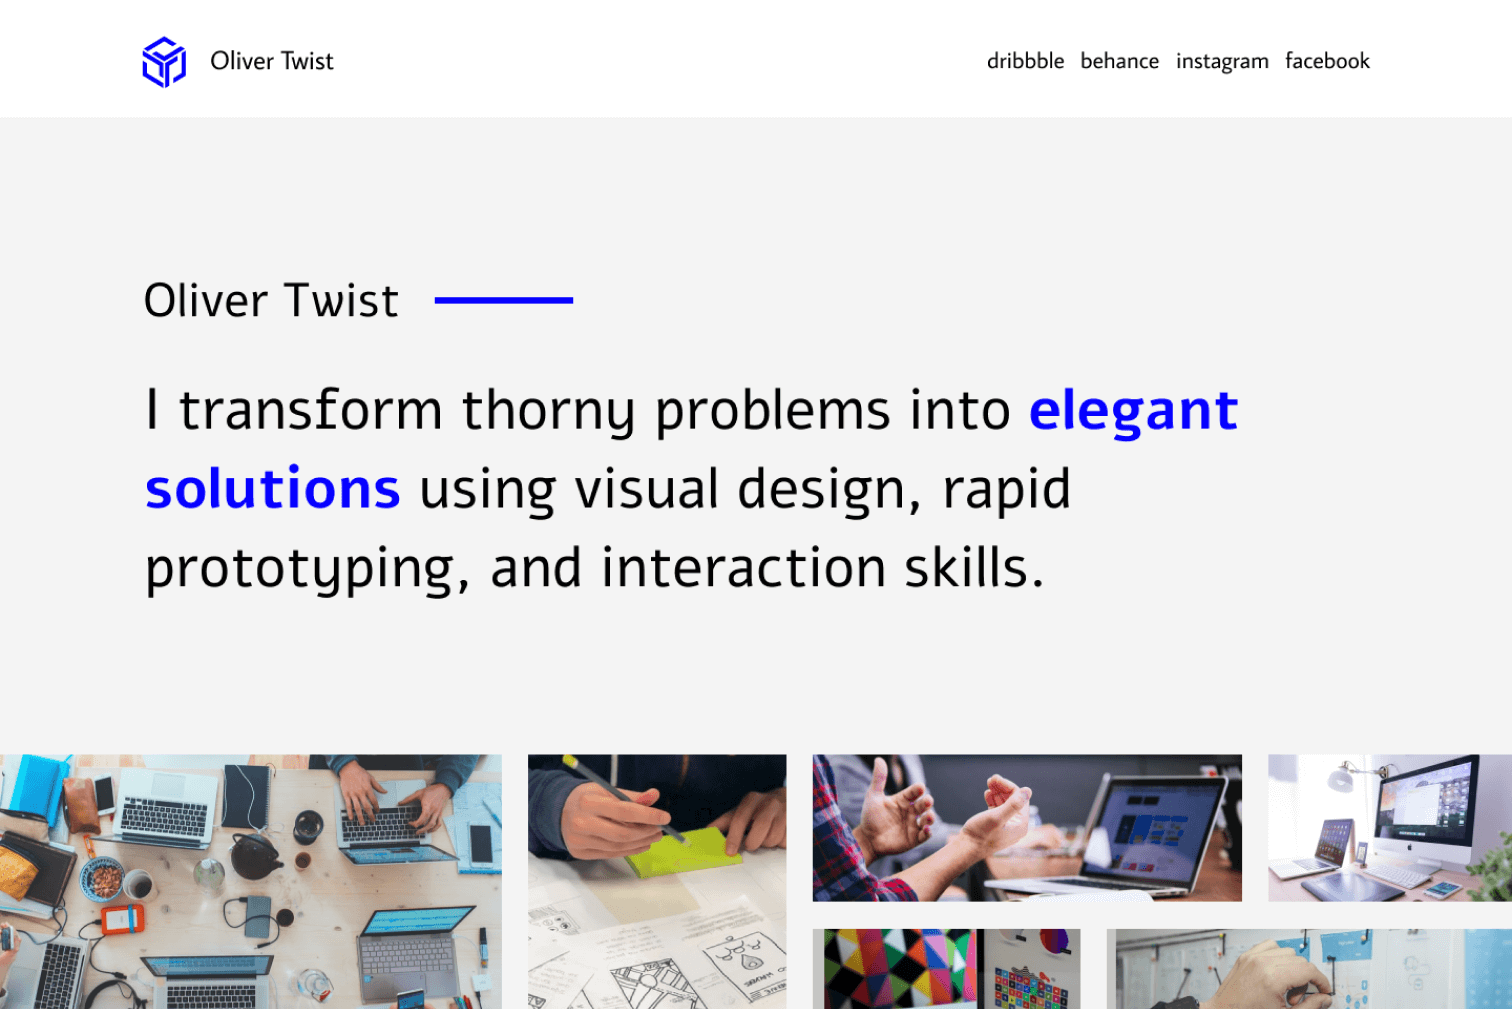 Oliver Twist
dribbble behance instagram facebook
Oliver Twist
I transform thorny problems into elegant
solutions using visual design, rapid
prototyping, and interaction skills.